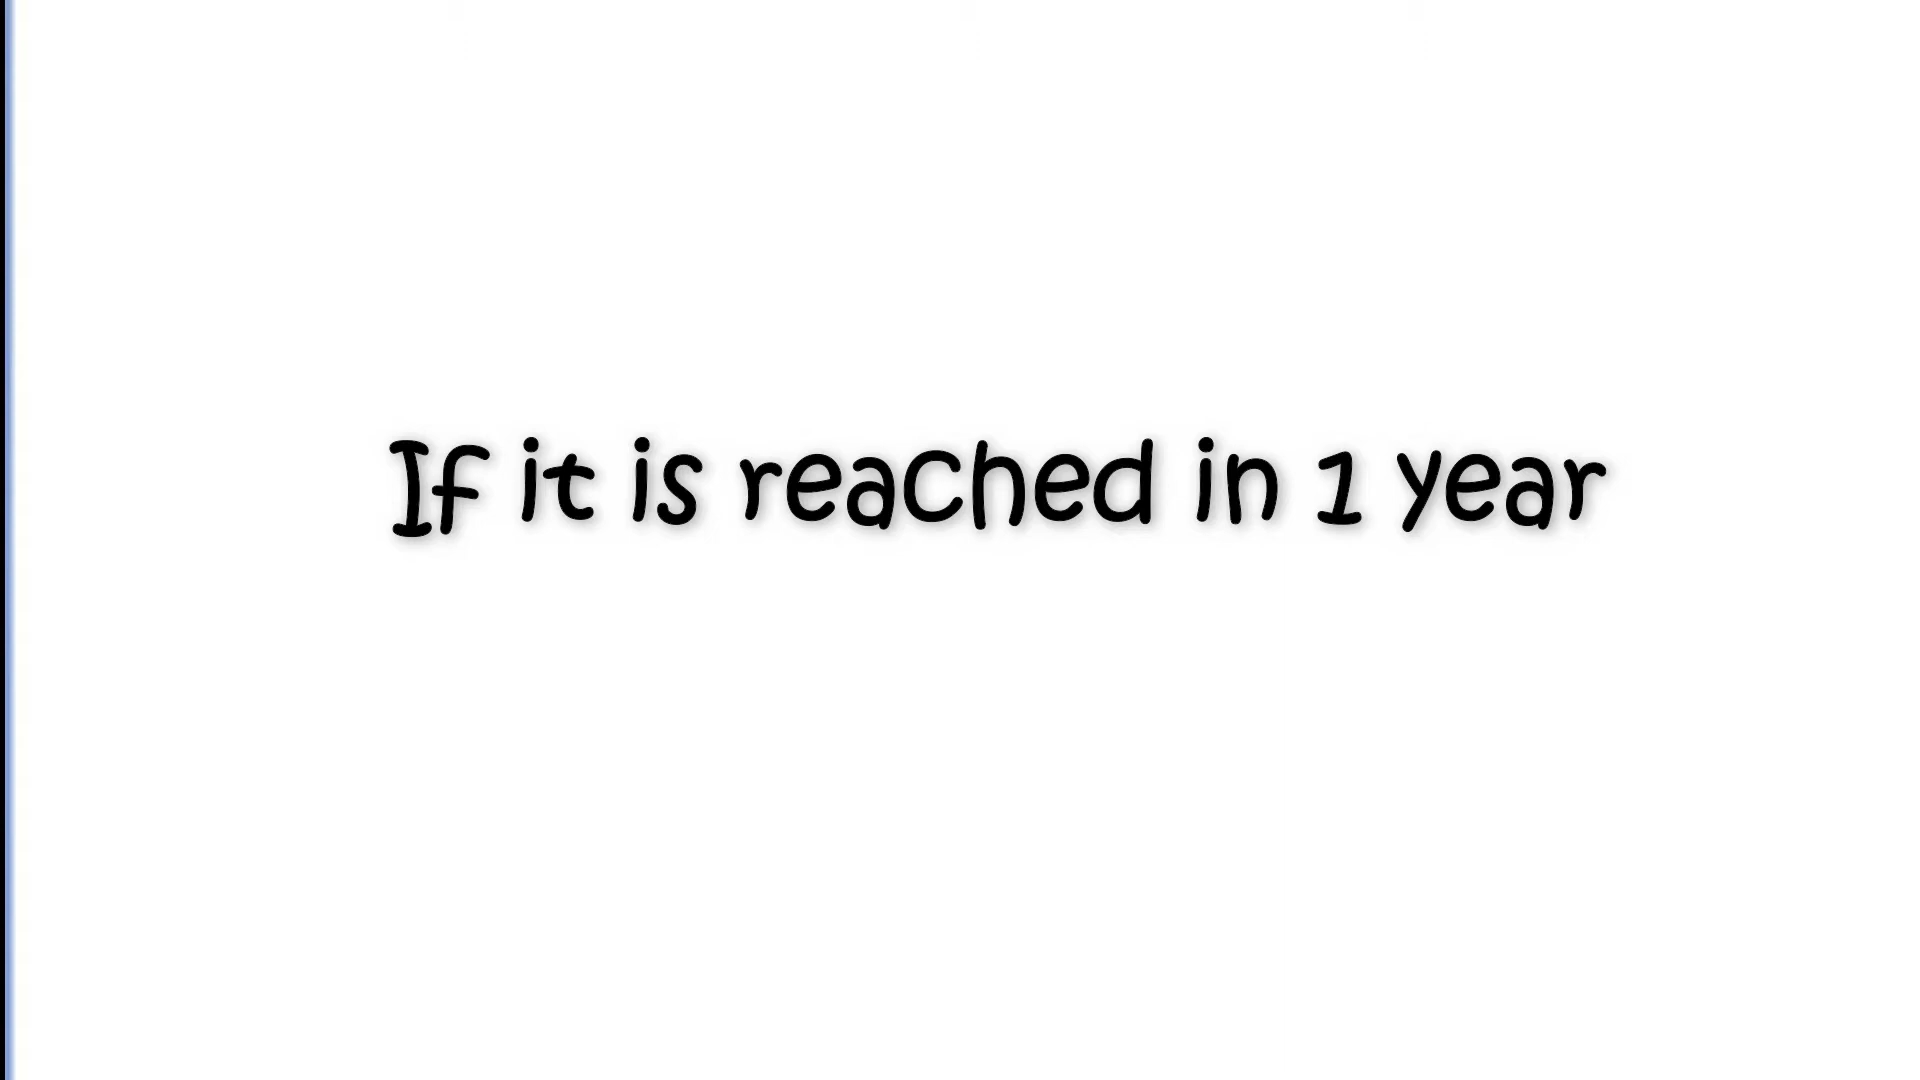 If it is reached in 1 year